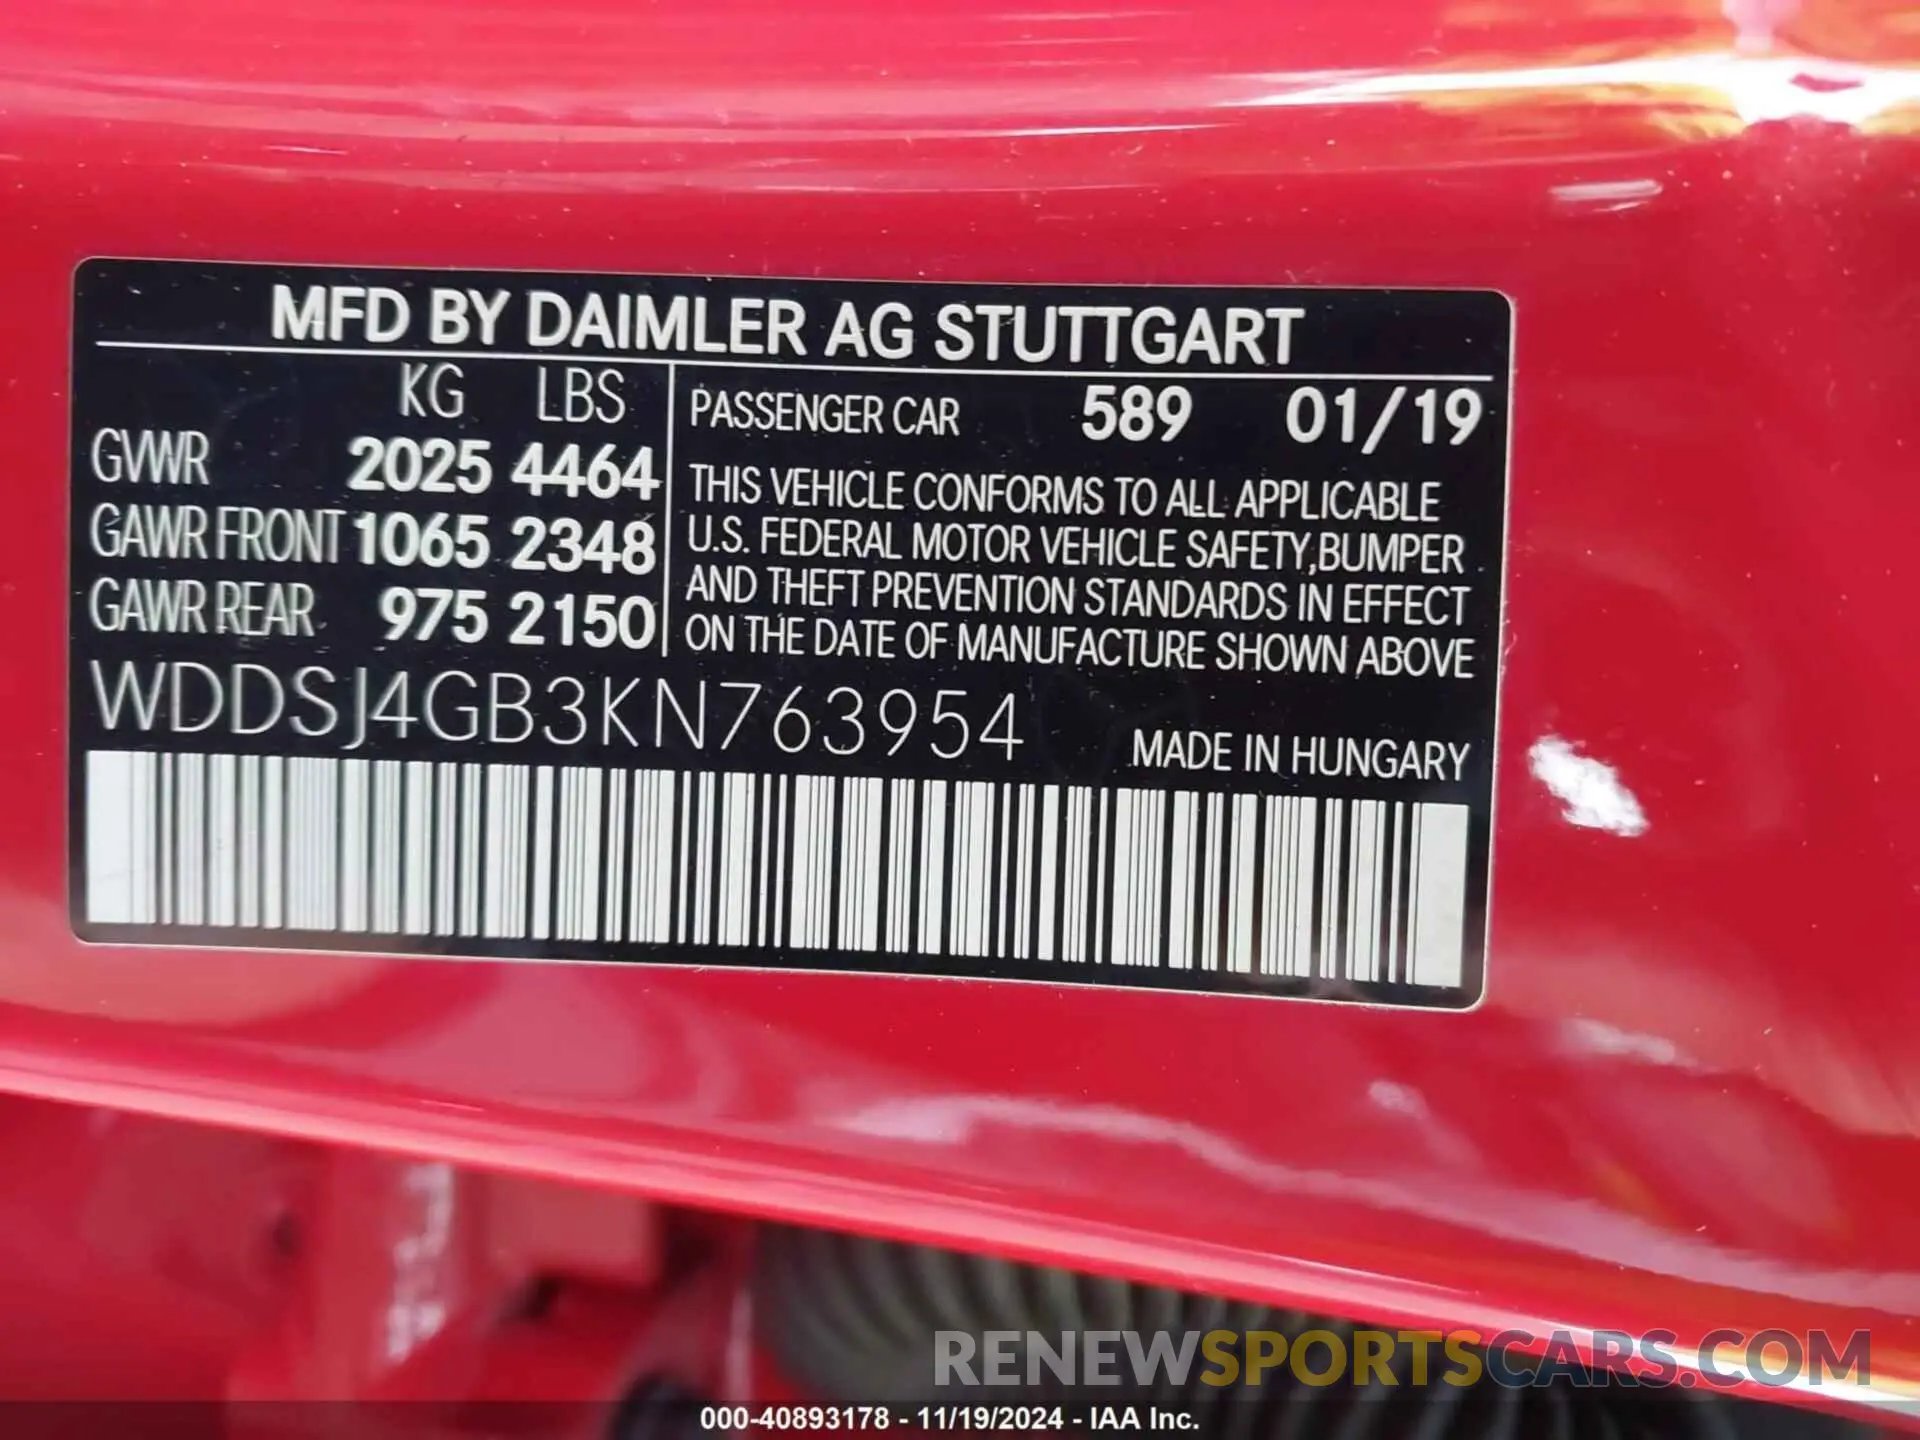 MFD BY DAIMLER AG STUTTGART
KG LBS
GVWR 2025 4464
GAWR FRONT 1065 2348
GAWR REAR 975 2150
PASSENGER CAR 589 01/19
THIS VEHICLE CONFORMS TO ALL APPLICABLE
U.S. FEDERAL MOTOR VEHICLE SAFETY,BUMPER
AND THEFT PREVENTION STANDARDS IN EFFECT
ON THE DATE OF MANUFACTURE SHOWN ABOVE
WDDSJ4GB3KN763954
MADE IN HUNGARY
RENEWSPORTSCARS.COM
000-40893178 - 11/19/2024 - IAA Inc.